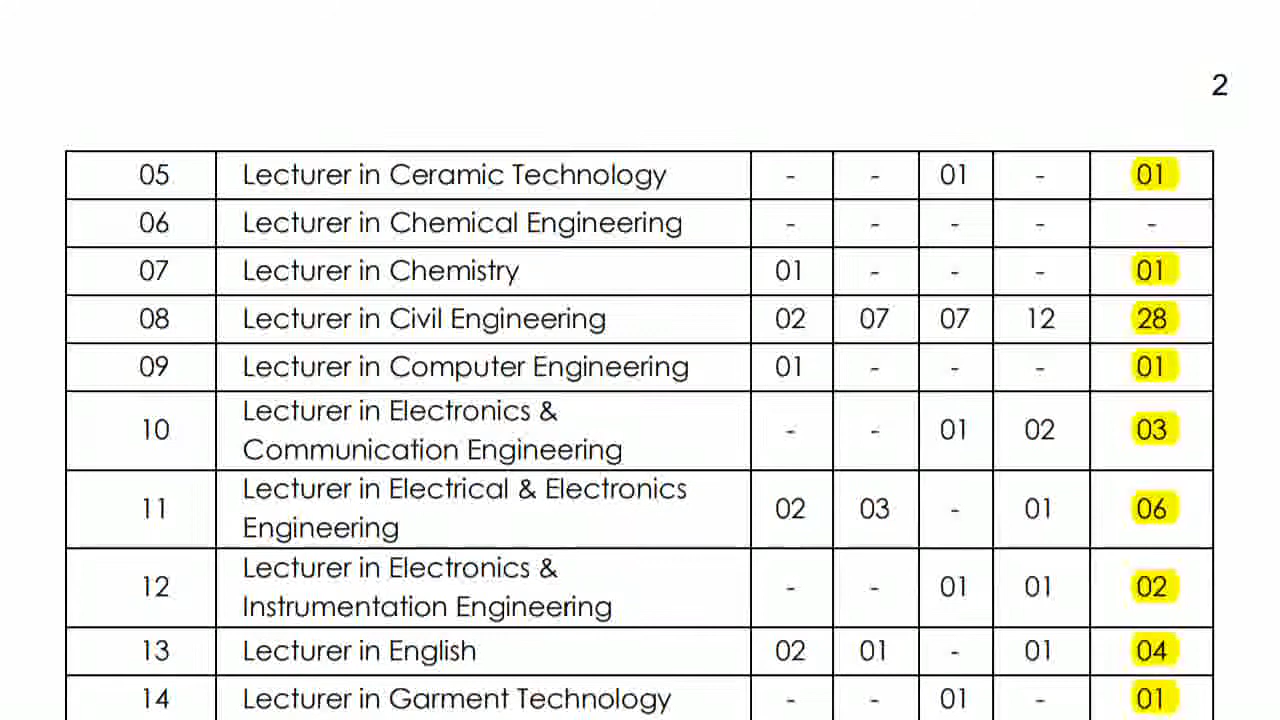 2
05 Lecturer in Ceramic Technology - - 01 - 01
06 Lecturer in Chemical Engineering - - - - -
07 Lecturer in Chemistry 01 - - - 01
08 Lecturer in Civil Engineering 02 07 07 12 28
09 Lecturer in Computer Engineering 01 - - - 01
10 Lecturer in Electronics &
Communication Engineering - - 01 02 03
11 Lecturer in Electrical & Electronics
Engineering 02 03 - 01 06
12 Lecturer in Electronics &
Instrumentation Engineering - - 01 01 02
13 Lecturer in English 02 01 - 01 04
14 Lecturer in Garment Technology - - 01 - 01